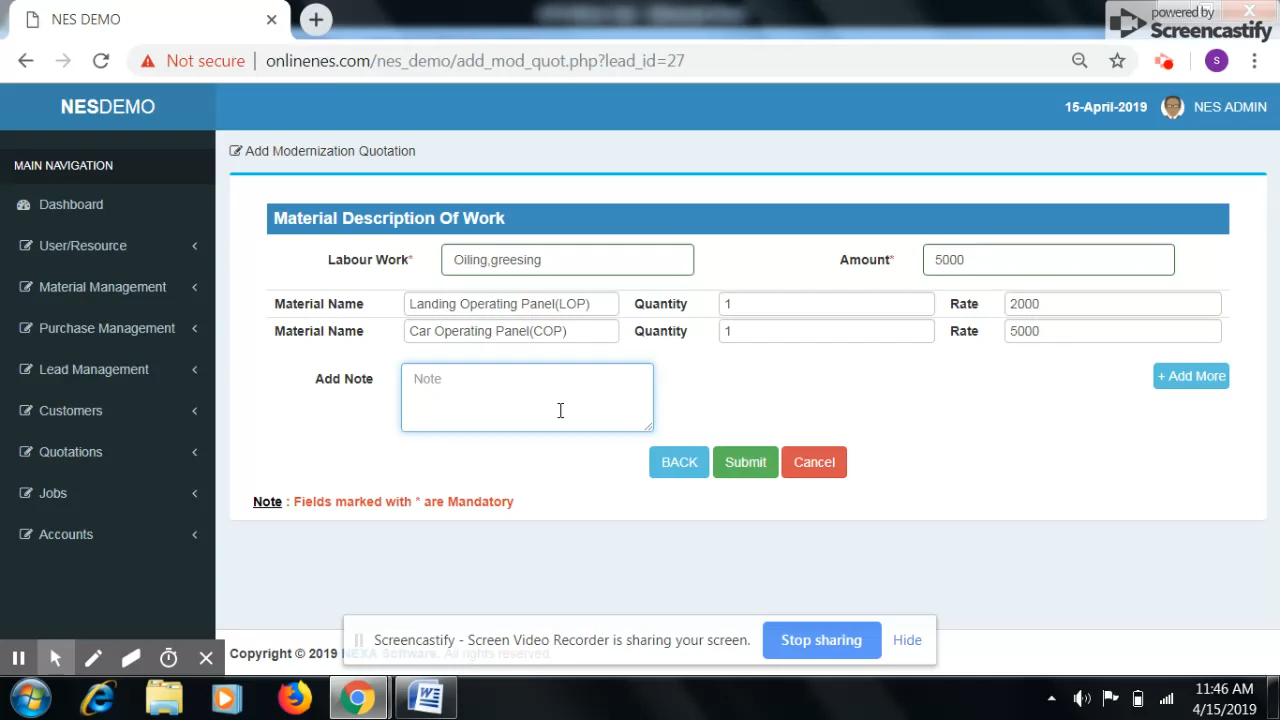 NES DEMO
powered by
Screencastify
Not secure
onlinenes.com/nes_demo/add_mod_quot.php?lead_id=27
S
NESDEMO
15-April-2019
NES ADMIN
MAIN NAVIGATION
Dashboard
User/Resource
Material Management
Purchase Management
Lead Management
Customers
Quotations
Jobs
Accounts
Add Modernization Quotation
Material Description Of Work
Labour Work* Oiling,greesing Amount* 5000
Material Name Landing Operating Panel(LOP) Quantity 1 Rate 2000
Material Name Car Operating Panel(COP) Quantity 1 Rate 5000
Add Note Note + Add More
BACK Submit Cancel
Note : Fields marked with * are Mandatory
Screencastify - Screen Video Recorder is sharing your screen. Stop sharing Hide
Copyright © 2019 NEXA Software. All rights reserved.
11:46 AM
4/15/2019